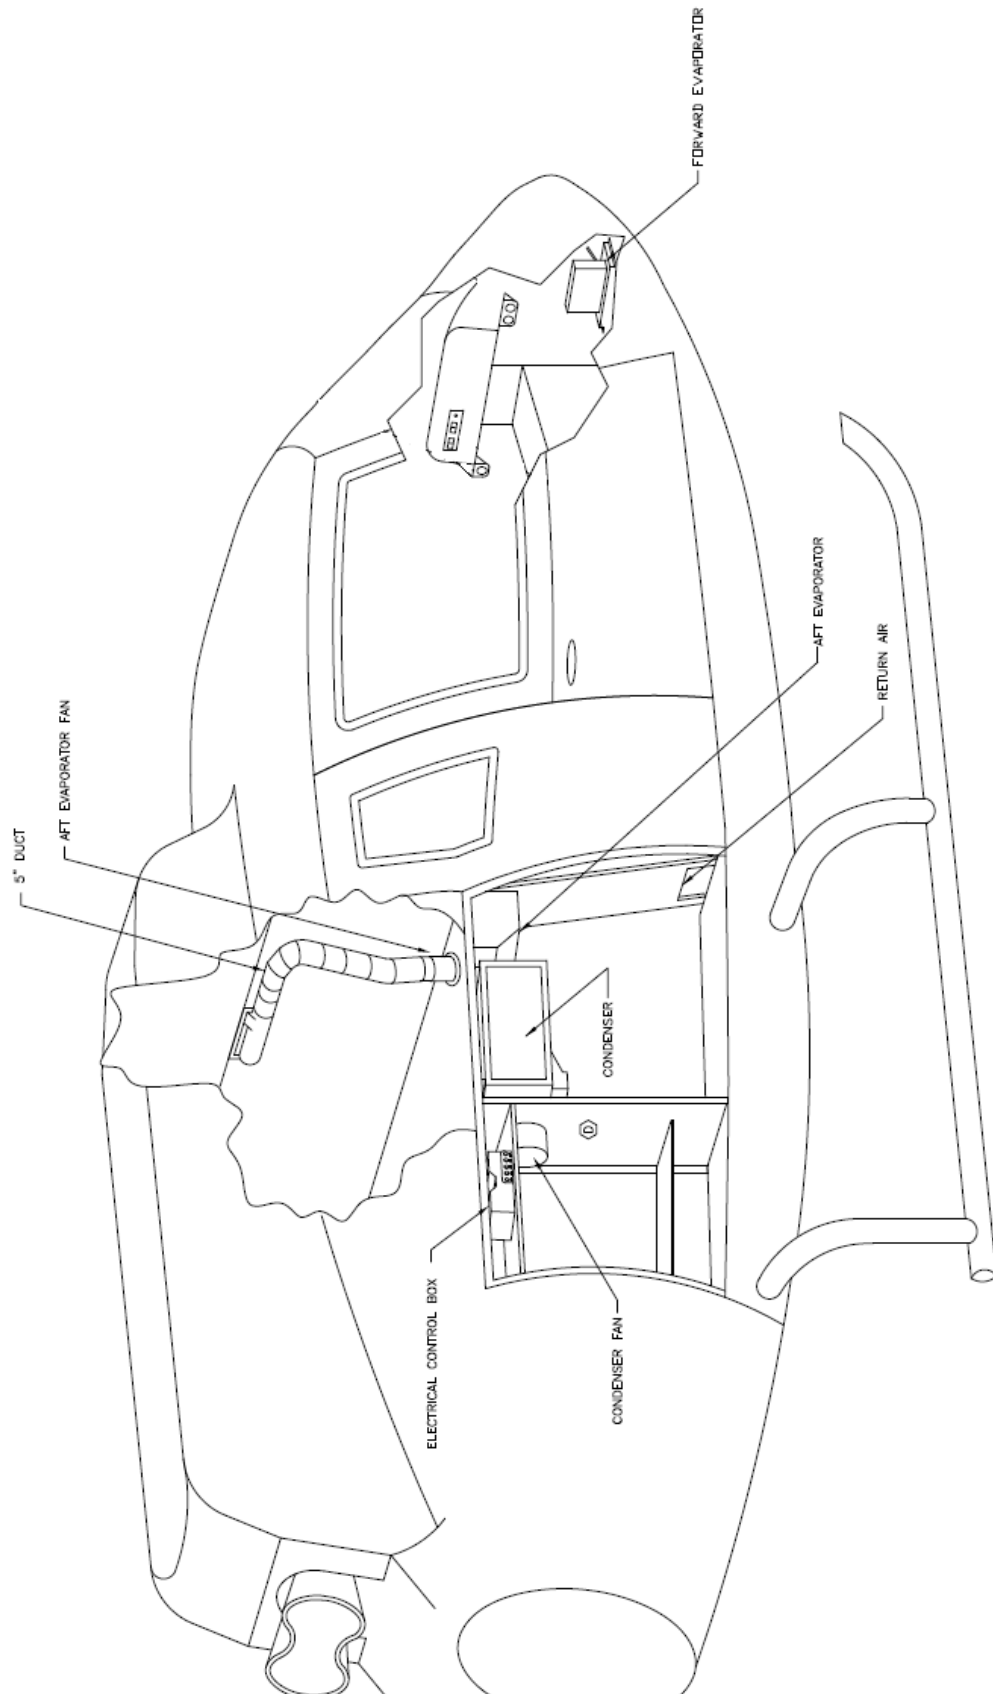 5" DUCT
AFT EVAPORATOR FAN
ELECTRICAL CONTROL BOX
CONDENSER FAN
D
CONDENSER
RETURN AIR
AFT EVAPORATOR
FORWARD EVAPORATOR